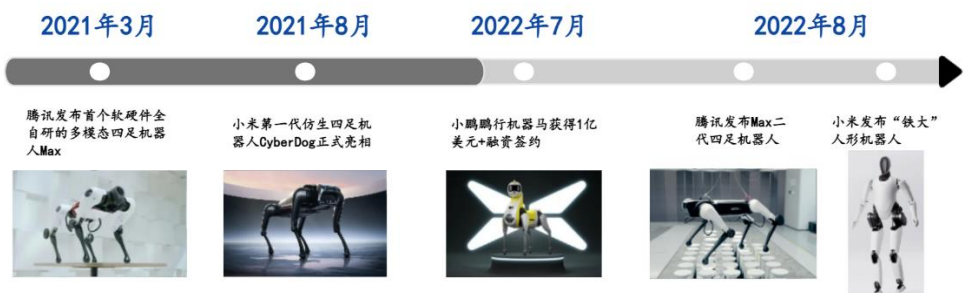 2021年3月
2021年8月
2022年7月
2022年8月
腾讯发布首个软硬件全
自研的多模态四足机器
人Max
小米第一代仿生四足机
器人CyberDog正式亮相
小鹏鹏行机器马获得1亿
美元+融资签约
腾讯发布Max二
代四足机器人
小米发布“铁大”
人形机器人